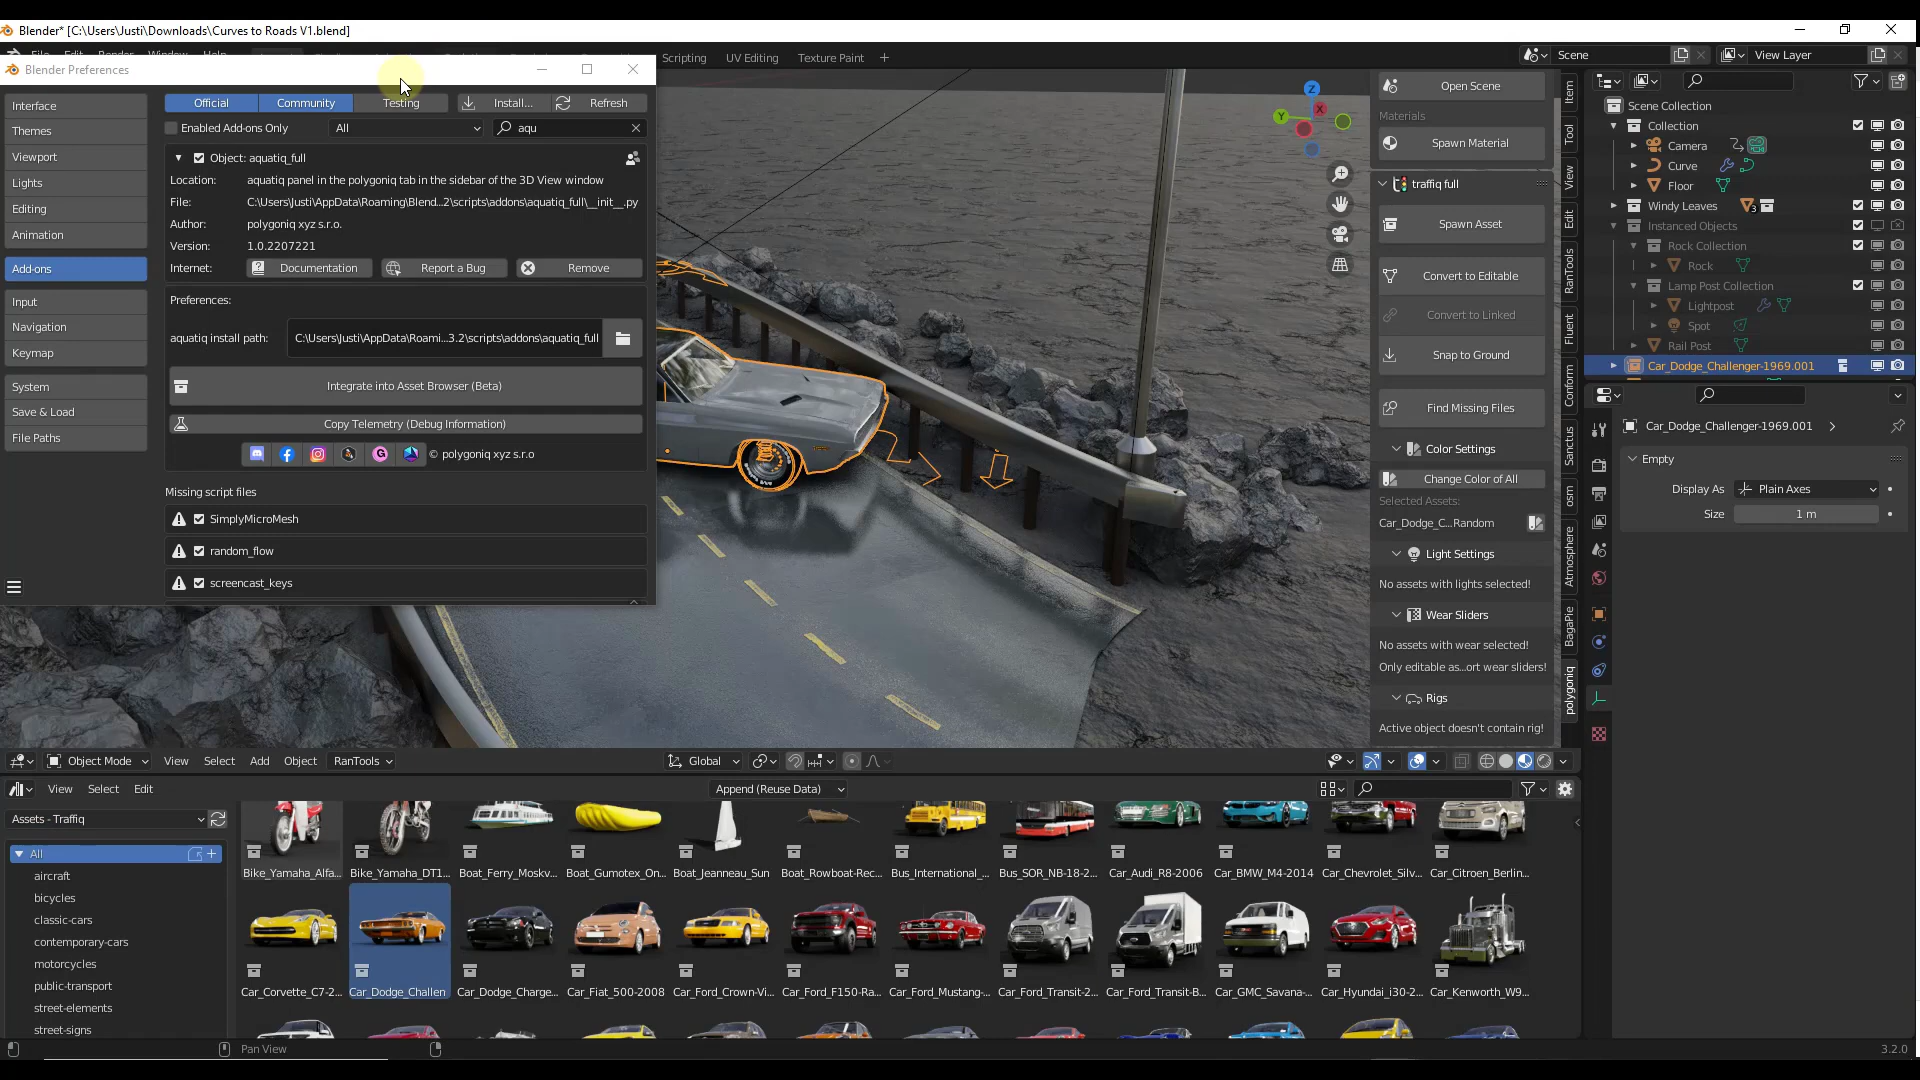 Blender* [C:\Users\Justi\Downloads\Curves to Roads V1.blend]
Scripting UV Editing Texture Paint
Scene View Layer
Blender Preferences
Interface
Themes
Viewport
Lights
Editing
Animation
Add-ons
Input
Navigation
Keymap
System
Save & Load
File Paths
Official Community Testing Install... Refresh
Enabled Add-ons Only All aqu
Object: aquatiq_full
Location: aquatiq panel in the polygoniq tab in the sidebar of the 3D View window
File: C:\Users\Justi\AppData\Roaming\Blend...2\scripts\addons\aquatiq_full\__init__.py
Author: polygoniq xyz s.r.o.
Version: 1.0.2207221
Internet: Documentation Report a Bug Remove
Preferences:
aquatiq install path: C:\Users\Justi\AppData\Roami...3.2\scripts\addons\aquatiq_full
Integrate into Asset Browser (Beta)
Copy Telemetry (Debug Information)
© polygoniq xyz s.r.o
Missing script files
SimplyMicroMesh
random_flow
screencast_keys
Z
Y
X
Open Scene
Materials
Spawn Material
traffiq full
Spawn Asset
Convert to Editable
Convert to Linked
Snap to Ground
Find Missing Files
Color Settings
Change Color of All
Selected Assets:
Car_Dodge_C...Random
Light Settings
No assets with lights selected!
Wear Sliders
No assets with wear selected!
Only editable as...ort wear sliders!
Rigs
Active object doesn't contain rig!
Item
Tool
View
Edit
RanTools
Fluent
Conform
Sanctus
osm
Atmosphere
BagaPie
polygoniq
Scene Collection
Collection
Camera
Curve
Floor
Windy Leaves 3
Instanced Objects
Rock Collection
Rock
Lamp Post Collection
Lightpost
Spot
Rail Post
Car_Dodge_Challenger-1969.001
Car_Dodge_Challenger-1969.001
Empty
Display As Plain Axes
Size 1 m
Object Mode View Select Add Object RanTools Global
View Select Edit Append (Reuse Data)
Assets - Traffiq
All
aircraft
bicycles
classic-cars
contemporary-cars
motorcycles
public-transport
street-elements
street-signs
Bike_Yamaha_Alfa... Bike_Yamaha_DT1... Boat_Ferry_Moskv... Boat_Gumotex_On... Boat_Jeanneau_Sun Boat_Rowboat-Rec... Bus_International_... Bus_SOR_NB-18-2... Car_Audi_R8-2006 Car_BMW_M4-2014 Car_Chevrolet_Silv... Car_Citroen_Berlin...
Car_Corvette_C7-2... Car_Dodge_Challen Car_Dodge_Charge... Car_Fiat_500-2008 Car_Ford_Crown-Vi... Car_Ford_F150-Ra... Car_Ford_Mustang-... Car_Ford_Transit-2... Car_Ford_Transit-B... Car_GMC_Savana-... Car_Hyundai_i30-2... Car_Kenworth_W9...
Pan View
3.2.0